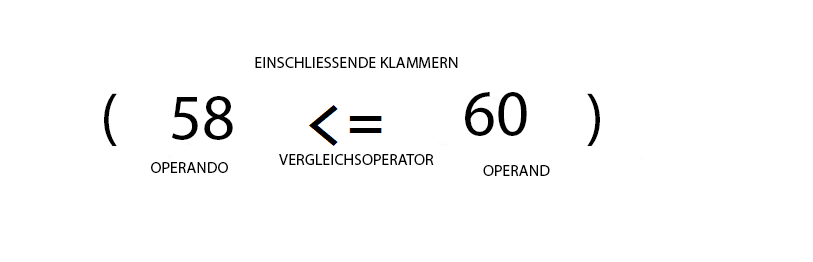 EINSCHLIESSENDE KLAMMERN
( 58 <= 60 )
OPERANDO VERGLEICHSOPERATOR OPERAND